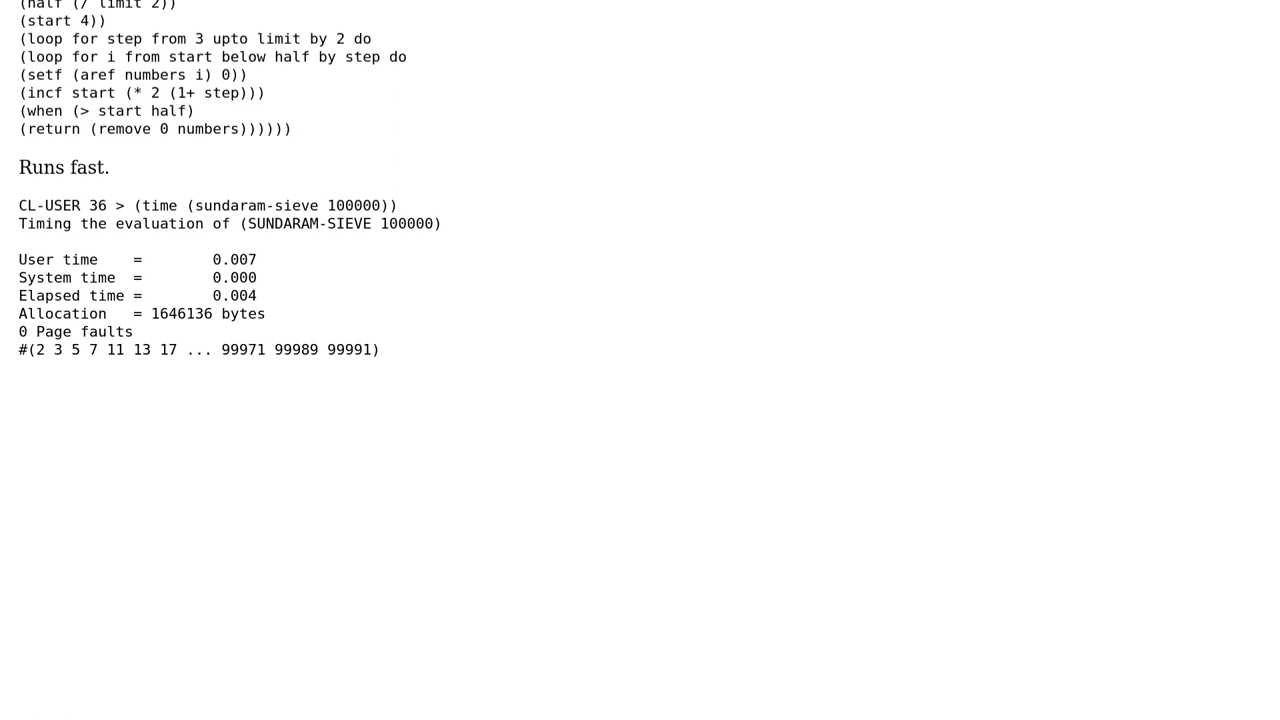 (half (/ limit 2))
(start 4))
(loop for step from 3 upto limit by 2 do
(loop for i from start below half by step do
(setf (aref numbers i) 0))
(incf start (* 2 (1+ step)))
(when (> start half)
(return (remove 0 numbers))))))
Runs fast.
CL-USER 36 > (time (sundaram-sieve 100000))
Timing the evaluation of (SUNDARAM-SIEVE 100000)
User time    =        0.007
System time  =        0.000
Elapsed time =        0.004
Allocation   = 1646136 bytes
0 Page faults
#(2 3 5 7 11 13 17 ... 99971 99989 99991)